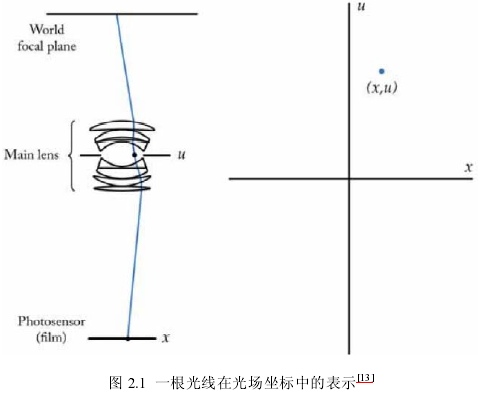 World
focal plane
Main lens
u
Photosensor
(film)
x
u
(x,u)
x
图 2.1 一根光线在光场坐标中的表示[13]